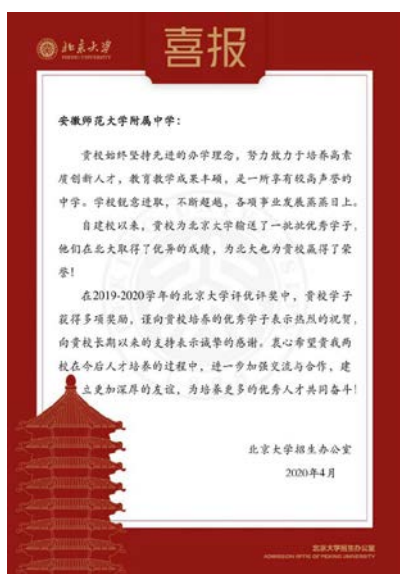 北京大学
PEKING UNIVERSITY
喜报
安徽师范大学附属中学：
贵校始终坚持先进的办学理念，努力致力于培养高素
质创新人才，教育教学成果丰硕，是一所享有较高声誉的
中学。学校锐意进取，不断超越，各项事业发展蒸蒸日上。
自建校以来，贵校为北京大学输送了一批批优秀学子，
他们在北大取得了优异的成绩，为北大也为贵校赢得了荣
誉！
在2019-2020学年的北京大学评优评奖中，贵校学子
获得多项奖励，谨向贵校培养的优秀学子表示热烈的祝贺，
向贵校长期以来的支持表示诚挚的感谢。衷心希望贵我两
校在今后人才培养的过程中，进一步加强交流与合作，建
立更加深厚的友谊，为培养更多的优秀人才共同奋斗！
北京大学招生办公室
2020年4月
北京大学招生办公室
ADMISSION OFFIC OF PEKING UNIVERSITY